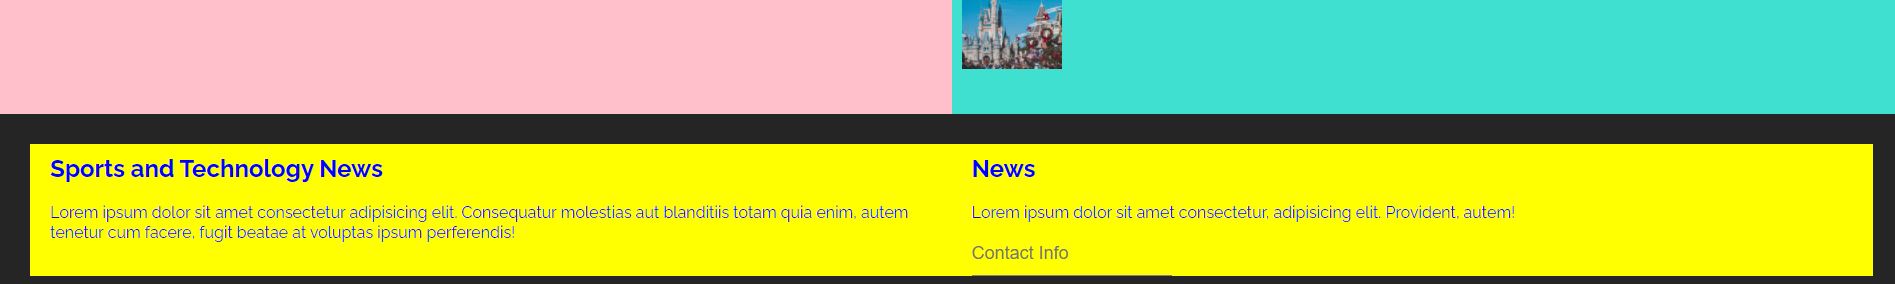 Sports and Technology News
Lorem ipsum dolor sit amet consectetur adipisicing elit. Consequatur molestias aut blanditiis totam quia enim, autem
tenetur cum facere, fugit beatae at voluptas ipsum perferendis!
News
Lorem ipsum dolor sit amet consectetur, adipisicing elit. Provident, autem!
Contact Info